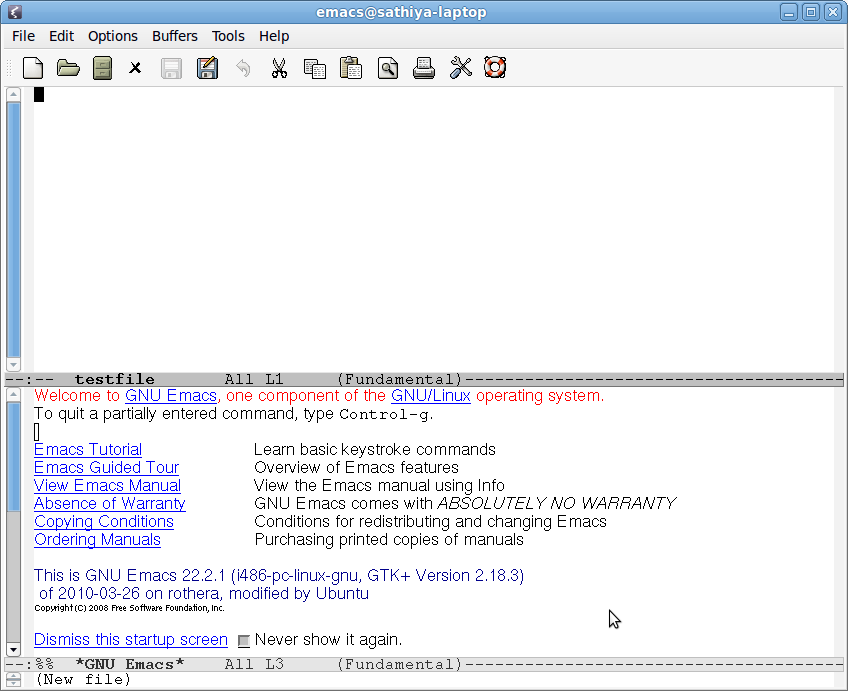 emacs@sathiya-laptop
File Edit Options Buffers Tools Help
--:-- testfile All L1 (Fundamental)------------------------------------------------
Welcome to GNU Emacs, one component of the GNU/Linux operating system.
To quit a partially entered command, type Control-g.
Emacs Tutorial Learn basic keystroke commands
Emacs Guided Tour Overview of Emacs features
View Emacs Manual View the Emacs manual using Info
Absence of Warranty GNU Emacs comes with ABSOLUTELY NO WARRANTY
Copying Conditions Conditions for redistributing and changing Emacs
Ordering Manuals Purchasing printed copies of manuals
This is GNU Emacs 22.2.1 (i486-pc-linux-gnu, GTK+ Version 2.18.3)
of 2010-03-26 on rothera, modified by Ubuntu
Copyright (C) 2008 Free Software Foundation, Inc.
Dismiss this startup screen Never show it again.
--:%% *GNU Emacs* All L3 (Fundamental)------------------------------------------------
(New file)